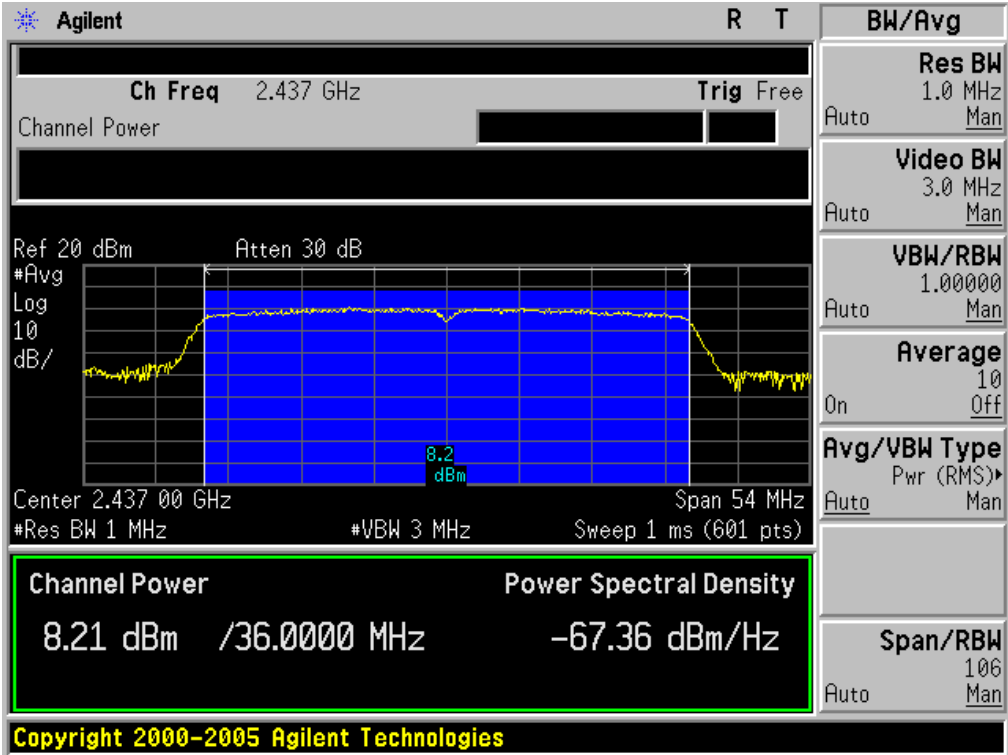 Agilent
R T
Ch Freq 2.437 GHz
Trig Free
Channel Power
Ref 20 dBm
Atten 30 dB
#Avg
Log
10
dB/
8.2
dBm
Center 2.437 00 GHz
Span 54 MHz
#Res BW 1 MHz
#VBW 3 MHz
Sweep 1 ms (601 pts)
Channel Power
Power Spectral Density
8.21 dBm /36.0000 MHz
-67.36 dBm/Hz
Copyright 2000-2005 Agilent Technologies
BW/Avg
Res BW
1.0 MHz
Auto Man
Video BW
3.0 MHz
Auto Man
VBW/RBW
1.00000
Auto Man
Average
10
On Off
Avg/VBW Type
Pwr (RMS)▸
Auto Man
Span/RBW
106
Auto Man